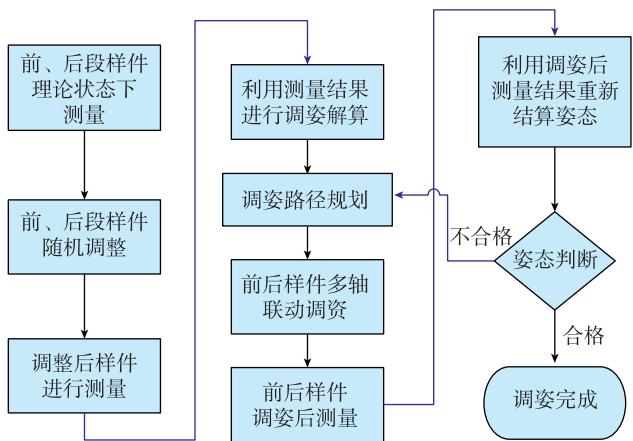 前、后段样件
理论状态下
测量
前、后段样件
随机调整
调整后样件
进行测量
利用测量结果
进行调姿解算
调姿路径规划
前后样件多轴
联动调资
前后样件
调姿后测量
利用调姿后
测量结果重新
结算姿态
不合格
姿态判断
合格
调姿完成